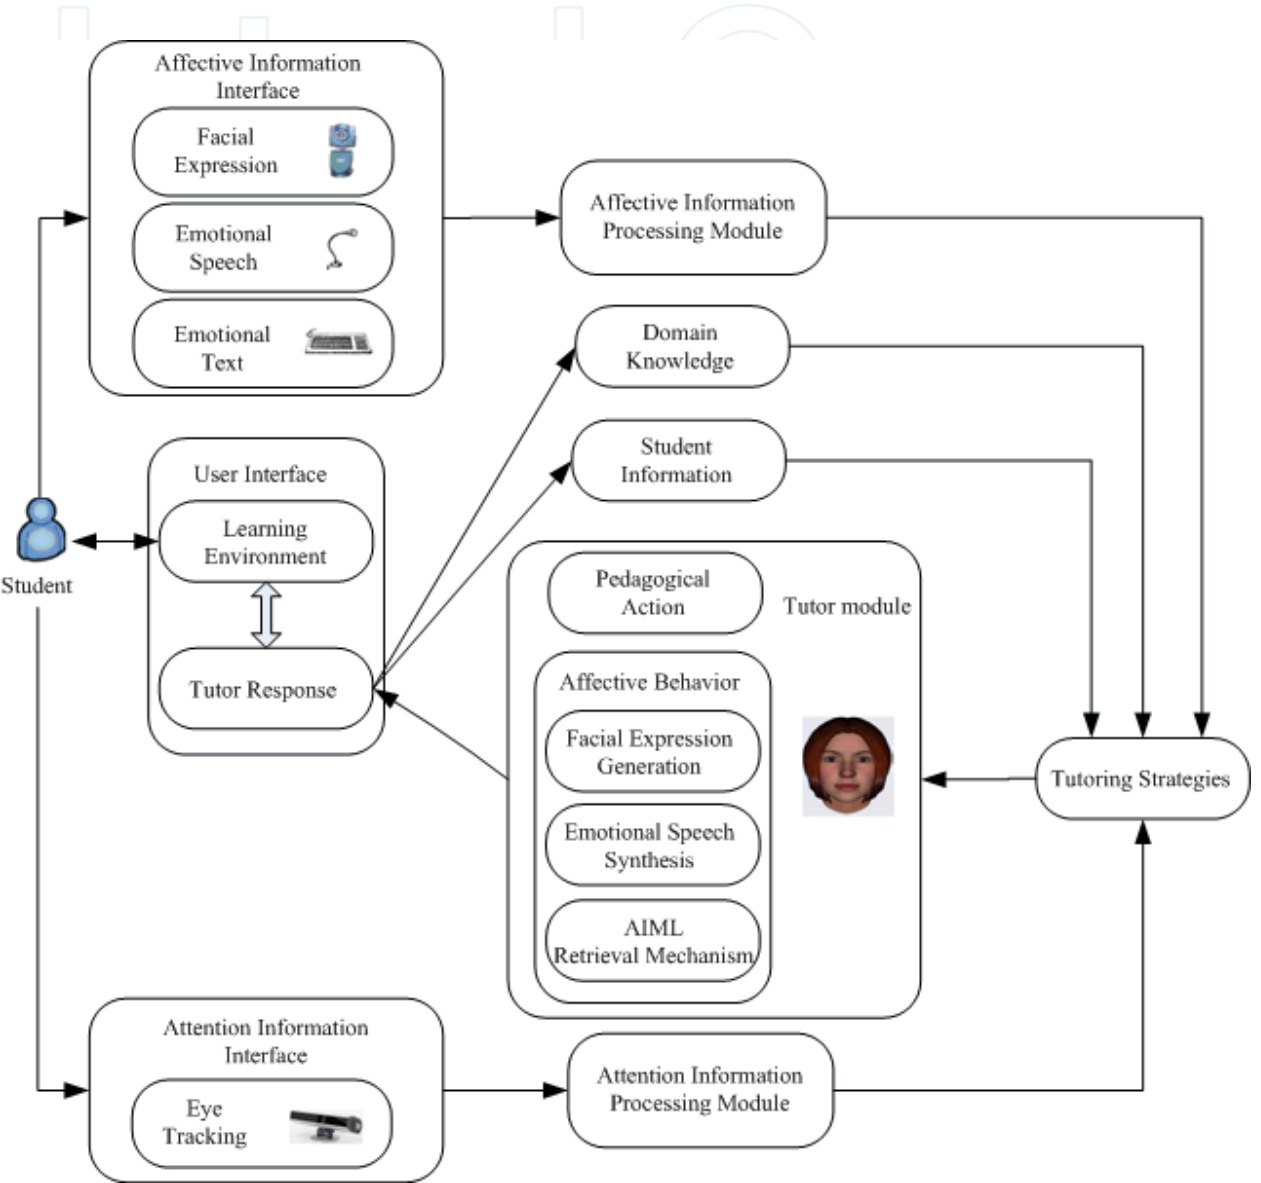 Affective Information
Interface
Facial
Expression
Emotional
Speech
Emotional
Text
Affective Information
Processing Module
Domain
Knowledge
Student
Information
User Interface
Learning
Environment
Tutor Response
Student
Pedagogical
Action
Tutor module
Affective Behavior
Facial Expression
Generation
Emotional Speech
Synthesis
AIML
Retrieval Mechanism
Tutoring Strategies
Attention Information
Interface
Eye
Tracking
Attention Information
Processing Module